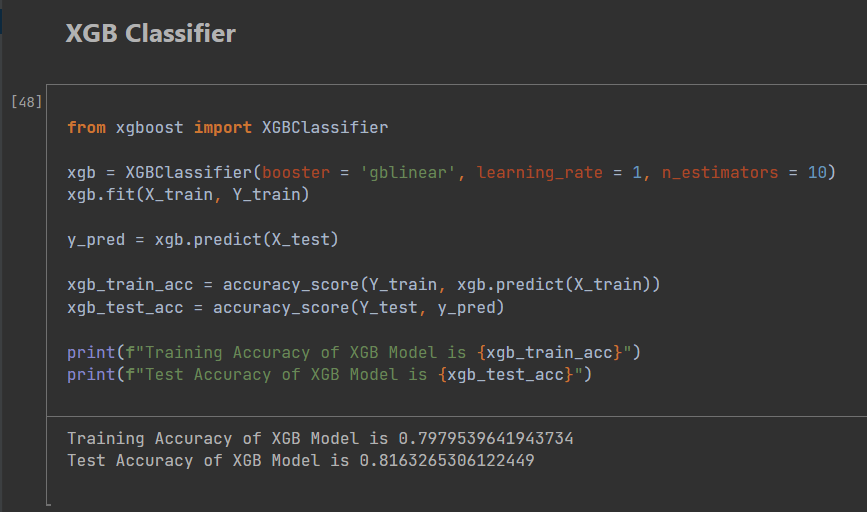 XGB Classifier
[48]
from xgboost import XGBClassifier
xgb = XGBClassifier(booster = 'gblinear', learning_rate = 1, n_estimators = 10)
xgb.fit(X_train, Y_train)
y_pred = xgb.predict(X_test)
xgb_train_acc = accuracy_score(Y_train, xgb.predict(X_train))
xgb_test_acc = accuracy_score(Y_test, y_pred)
print(f"Training Accuracy of XGB Model is {xgb_train_acc}")
print(f"Test Accuracy of XGB Model is {xgb_test_acc}")
Training Accuracy of XGB Model is 0.7979539641943734
Test Accuracy of XGB Model is 0.8163265306122449